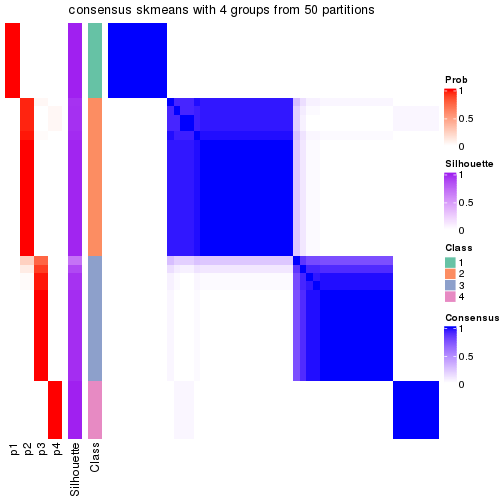 consensus skmeans with 4 groups from 50 partitions
Prob
1
0.5
0
Silhouette
1
0.5
0
Class
1
2
3
4
Consensus
1
0.5
0
p1
p2
p3
p4
Silhouette
Class